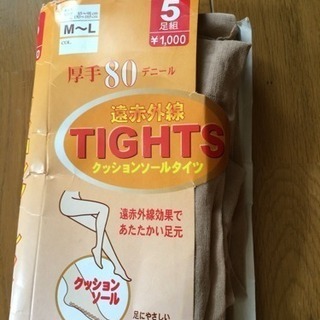 M〜L
COL.
5
足組
¥1,000
厚手80デニール
遠赤外線
TIGHTS
クッションソールタイツ
遠赤外線効果で
あたたかい足元
クッション
ソール
足にやさしい